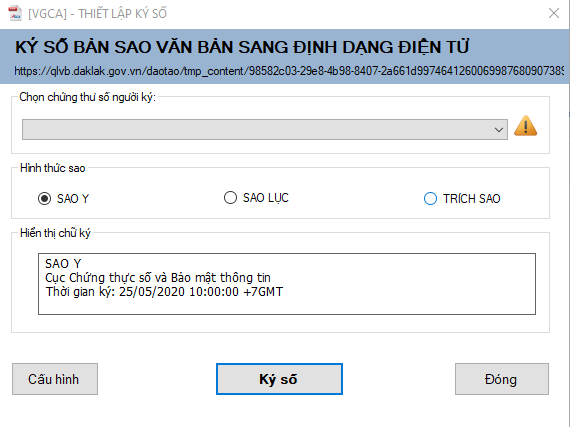 [VGCA] - THIẾT LẬP KÝ SỐ
KÝ SỐ BẢN SAO VĂN BẢN SANG ĐỊNH DẠNG ĐIỆN TỬ
https://qlvb.daklak.gov.vn/daotao/tmp_content/98582c03-29e8-4b98-8407-2a661d9974641260069987680907389
Chọn chứng thư số người ký:
Hình thức sao
SAO Y SAO LỤC TRÍCH SAO
Hiển thị chữ ký
SAO Y
Cục Chứng thực số và Bảo mật thông tin
Thời gian ký: 25/05/2020 10:00:00 +7GMT
Cấu hình Ký số Đóng